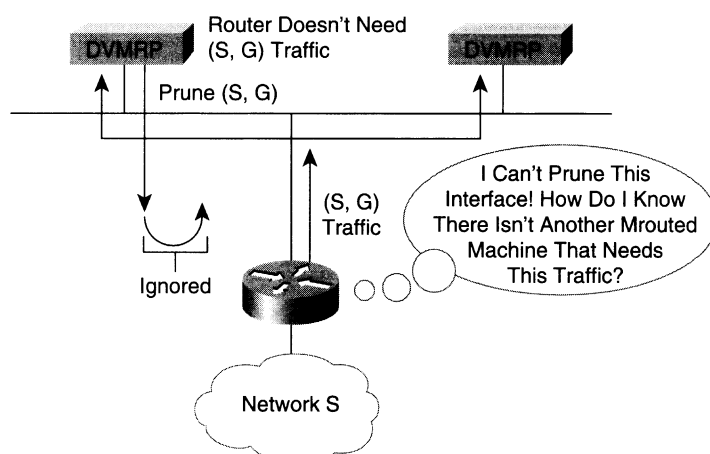 Router Doesn't Need
(S, G) Traffic
DVMRP
DVMRP
Prune (S, G)
I Can't Prune This
Interface! How Do I Know
There Isn't Another Mrouted
Machine That Needs
This Traffic?
(S, G)
Traffic
Ignored
Network S